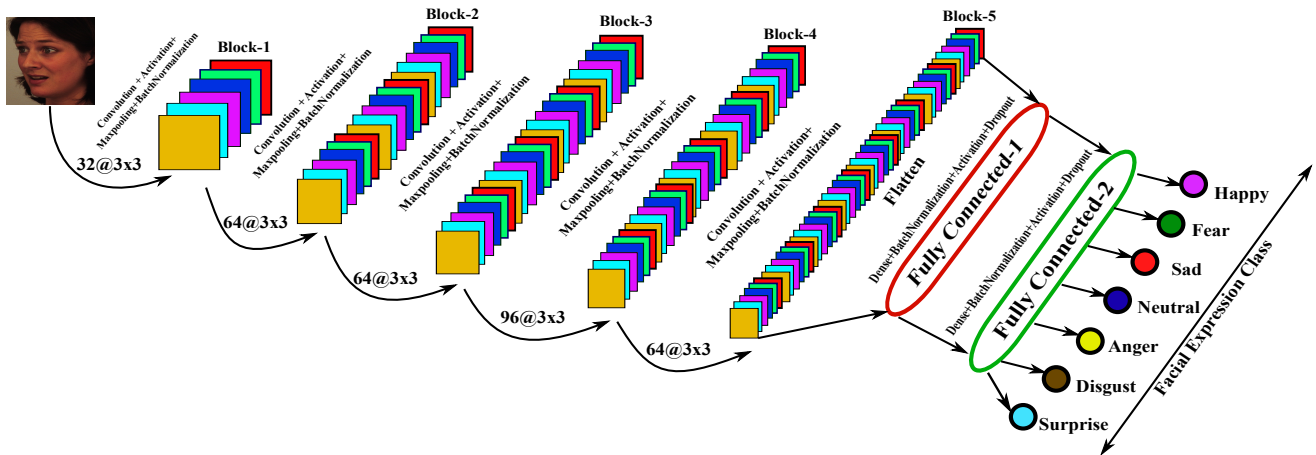 Convolution + Activation+
Maxpooling+BatchNormalization
Block-1
32@3x3
Convolution + Activation+
Maxpooling+BatchNormalization
Block-2
64@3x3
Convolution + Activation+
Maxpooling+BatchNormalization
Block-3
64@3x3
Convolution + Activation+
Maxpooling+BatchNormalization
Block-4
96@3x3
Convolution + Activation+
Maxpooling+BatchNormalization
Block-5
64@3x3
Flatten
Dense+BatchNormalization+Activation+Dropout
Fully Connected-1
Dense+BatchNormalization+Activation+Dropout
Fully Connected-2
Happy
Fear
Sad
Neutral
Anger
Disgust
Surprise
Facial Expression Class